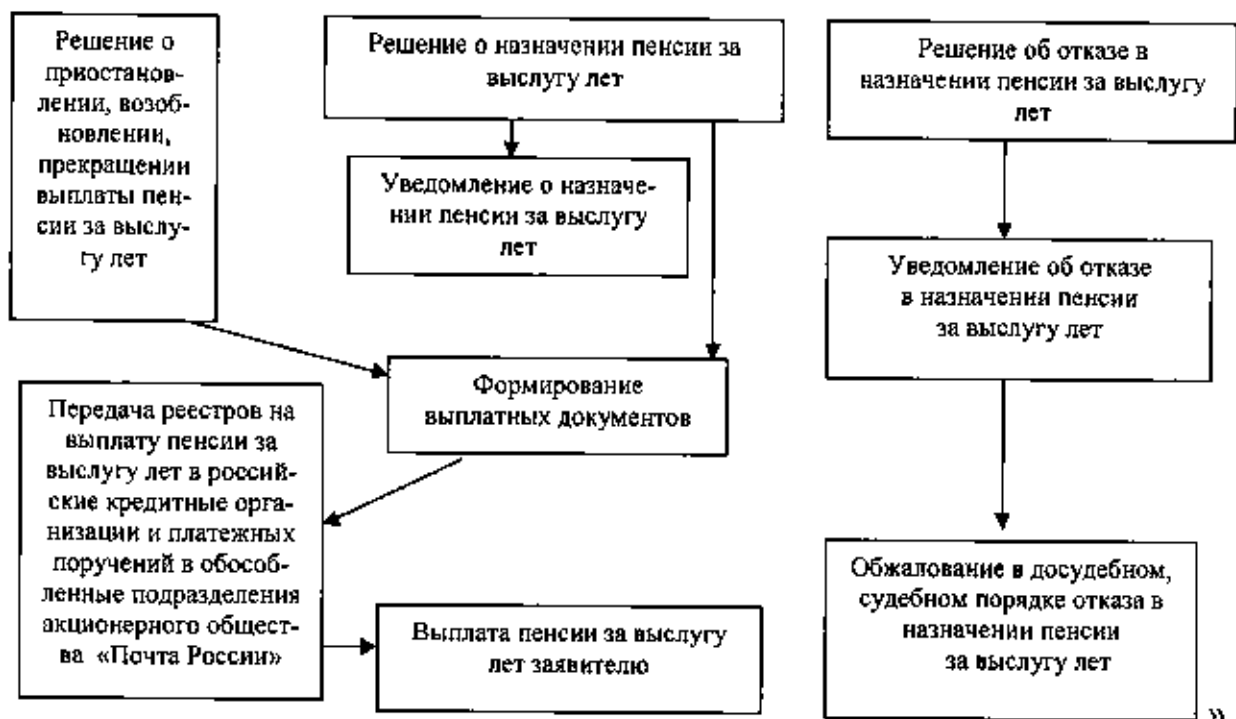 Решение о
приостанов-
лении, возоб-
новлении,
прекращении
выплаты пен-
сии за выслу-
гу лет
Решение о назначении пенсии за
выслугу лет
Уведомление о назначе-
нии пенсии за выслугу
лет
Формирование
выплатных документов
Передача реестров на
выплату пенсии за
выслугу лет в россий-
ские кредитные орга-
низации и платежных
поручений в обособ-
ленные подразделения
акционерного общест-
ва «Почта России»
Выплата пенсии за выслугу
лет заявителю
Решение об отказе в
назначении пенсии за выслугу
лет
Уведомление об отказе
в назначении пенсии
за выслугу лет
Обжалование в досудебном,
судебном порядке отказа в
назначении пенсии
за выслугу лет
»